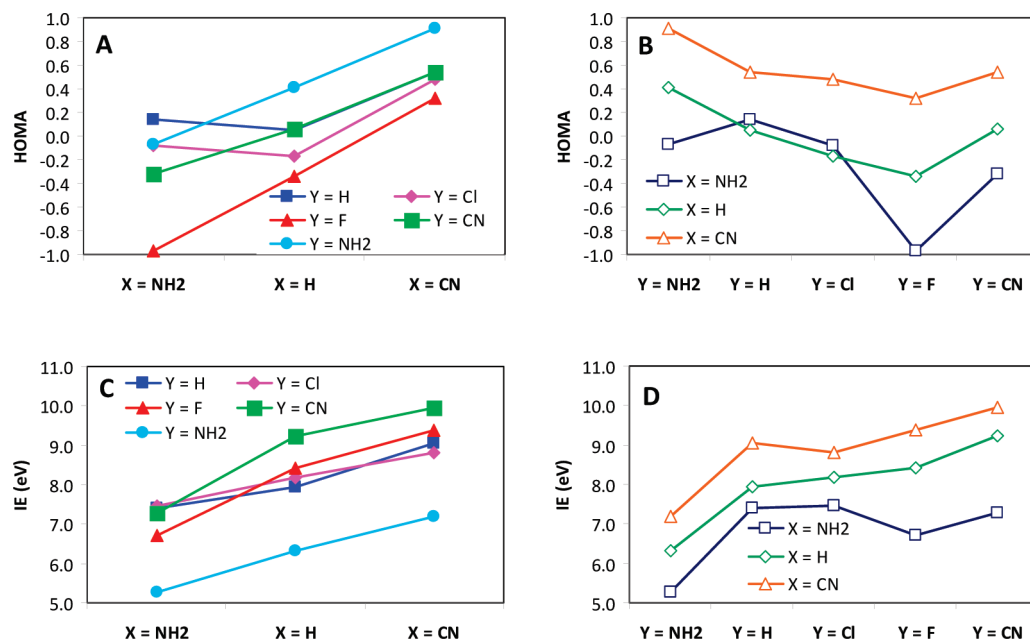 A
HOMA
1.0
0.8
0.6
0.4
0.2
0.0
-0.2
-0.4
-0.6
-0.8
-1.0
Y = H
Y = Cl
Y = F
Y = CN
Y = NH2
X = NH2
X = H
X = CN
B
HOMA
1.0
0.8
0.6
0.4
0.2
0.0
-0.2
-0.4
-0.6
-0.8
-1.0
X = NH2
X = H
X = CN
Y = NH2
Y = H
Y = Cl
Y = F
Y = CN
C
IE (eV)
11.0
10.0
9.0
8.0
7.0
6.0
5.0
Y = H
Y = Cl
Y = F
Y = CN
Y = NH2
X = NH2
X = H
X = CN
D
IE (eV)
11.0
10.0
9.0
8.0
7.0
6.0
5.0
X = NH2
X = H
X = CN
Y = NH2
Y = H
Y = Cl
Y = F
Y = CN